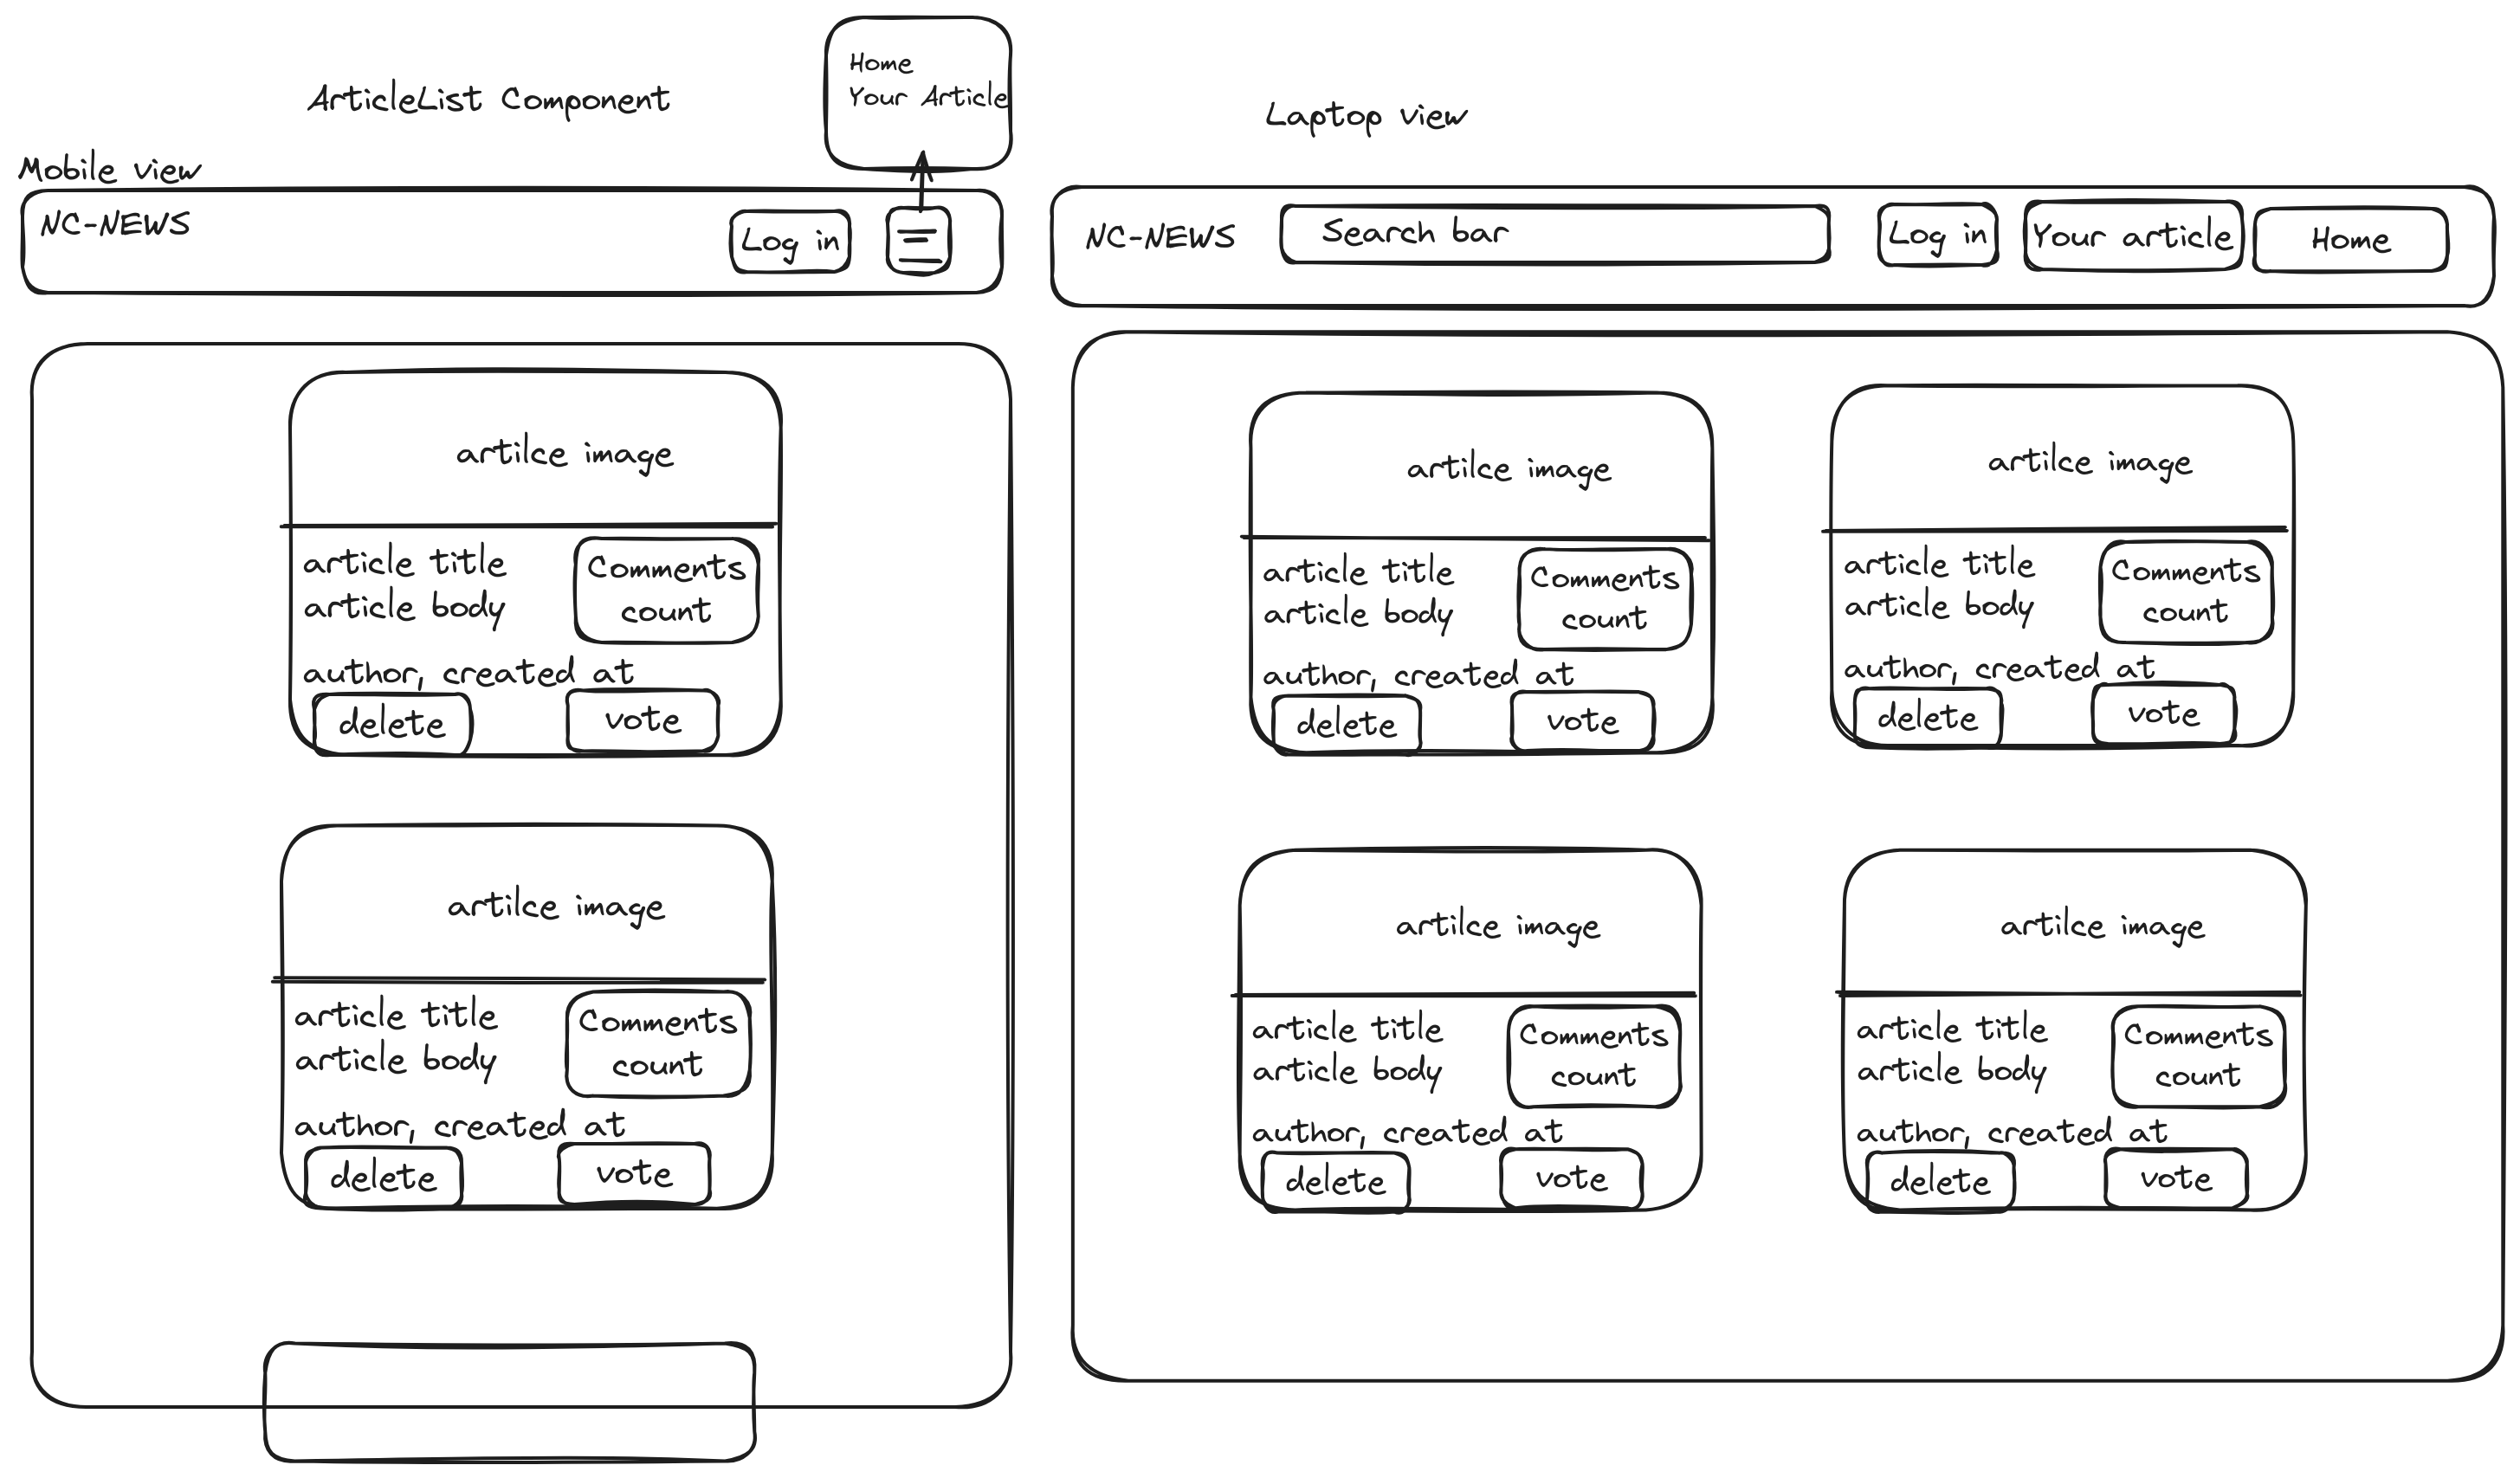 Home
Your Article
ArticleList Component
Mobile view
NC-NEWS
Log in
artilce image
article title
article body
Comments
count
author, created at
delete
vote
artilce image
article title
article body
Comments
count
author, created at
delete
vote
Laptop view
NC-NEWS
Search bar
Log in
Your article
Home
artilce image
article title
article body
Comments
count
author, created at
delete
vote
artilce image
article title
article body
Comments
count
author, created at
delete
vote
artilce image
article title
article body
Comments
count
author, created at
delete
vote
artilce image
article title
article body
Comments
count
author, created at
delete
vote